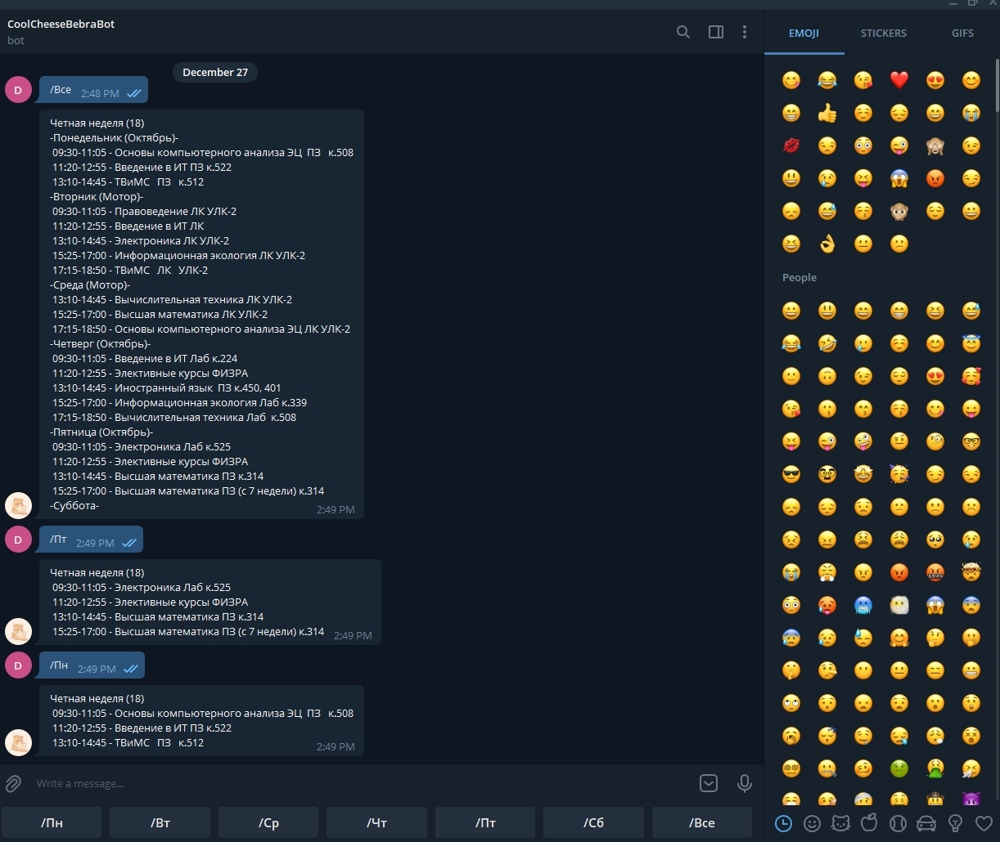 CoolCheeseBebraBot
bot
December 27
D
/Все 2:48 PM
Четная неделя (18)
-Понедельник (Октябрь)-
09:30-11:05 - Основы компьютерного анализа ЭЦ ПЗ к.508
11:20-12:55 - Введение в ИТ ПЗ к.522
13:10-14:45 - ТВиМС ПЗ к.512
-Вторник (Мотор)-
09:30-11:05 - Правоведение ЛК УЛК-2
11:20-12:55 - Введение в ИТ ЛК
13:10-14:45 - Электроника ЛК УЛК-2
15:25-17:00 - Информационная экология ЛК УЛК-2
17:15-18:50 - ТВиМС ЛК УЛК-2
-Среда (Мотор)-
13:10-14:45 - Вычислительная техника ЛК УЛК-2
15:25-17:00 - Высшая математика ЛК УЛК-2
17:15-18:50 - Основы компьютерного анализа ЭЦ ЛК УЛК-2
-Четверг (Октябрь)-
09:30-11:05 - Введение в ИТ Лаб к.224
11:20-12:55 - Элективные курсы ФИЗРА
13:10-14:45 - Иностранный язык ПЗ к.450, 401
15:25-17:00 - Информационная экология Лаб к.339
17:15-18:50 - Вычислительная техника Лаб к.508
-Пятница (Октябрь)-
09:30-11:05 - Электроника Лаб к.525
11:20-12:55 - Элективные курсы ФИЗРА
13:10-14:45 - Высшая математика ПЗ к.314
15:25-17:00 - Высшая математика ПЗ (с 7 недели) к.314
-Суббота-
2:49 PM
D
/Пт 2:49 PM
Четная неделя (18)
09:30-11:05 - Электроника Лаб к.525
11:20-12:55 - Элективные курсы ФИЗРА
13:10-14:45 - Высшая математика ПЗ к.314
15:25-17:00 - Высшая математика ПЗ (с 7 недели) к.314
2:49 PM
D
/Пн 2:49 PM
Четная неделя (18)
09:30-11:05 - Основы компьютерного анализа ЭЦ ПЗ к.508
11:20-12:55 - Введение в ИТ ПЗ к.522
13:10-14:45 - ТВиМС ПЗ к.512
2:49 PM
Write a message...
/Пн /Вт /Ср /Чт /Пт /Сб /Все
EMOJI STICKERS GIFS
People